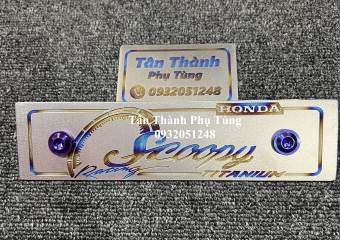 Tân Thành
Phụ Tùng
0932051248
HONDA
Tân Thành Phụ Tùng
0932051248
Scoopy
Racing
TITANIUM